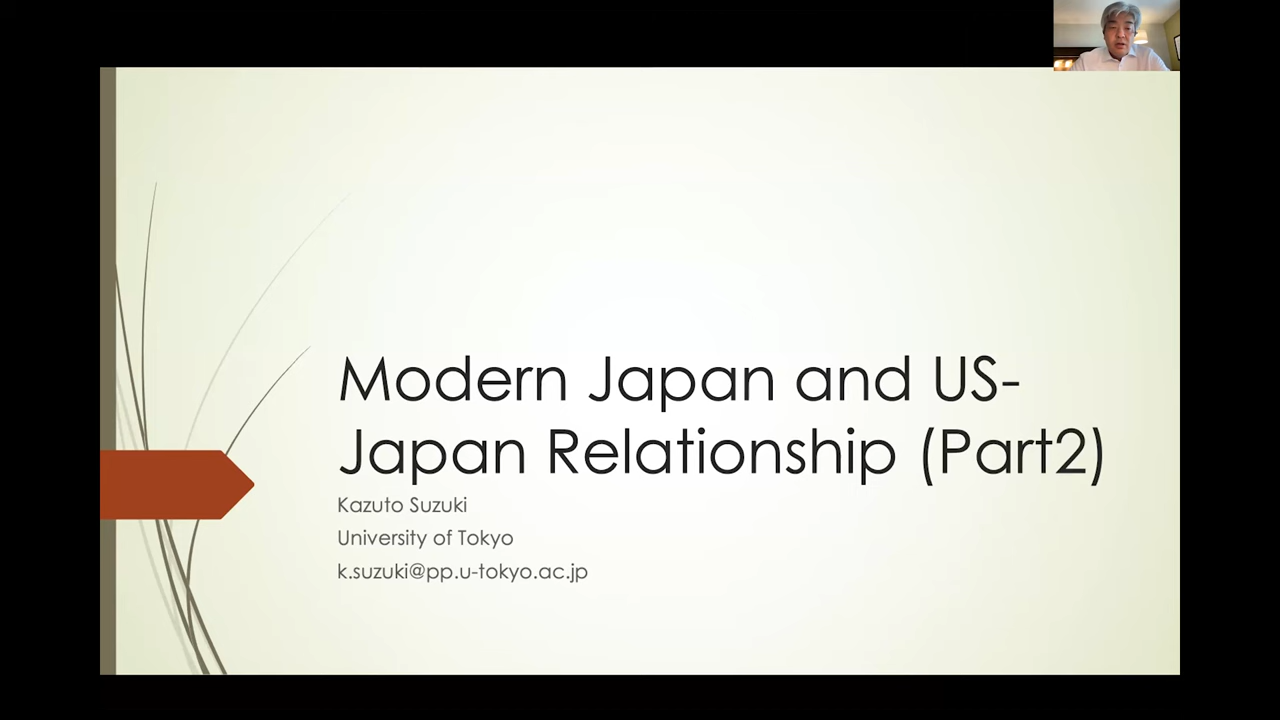 Modern Japan and US-
Japan Relationship (Part2)
Kazuto Suzuki
University of Tokyo
k.suzuki@pp.u-tokyo.ac.jp